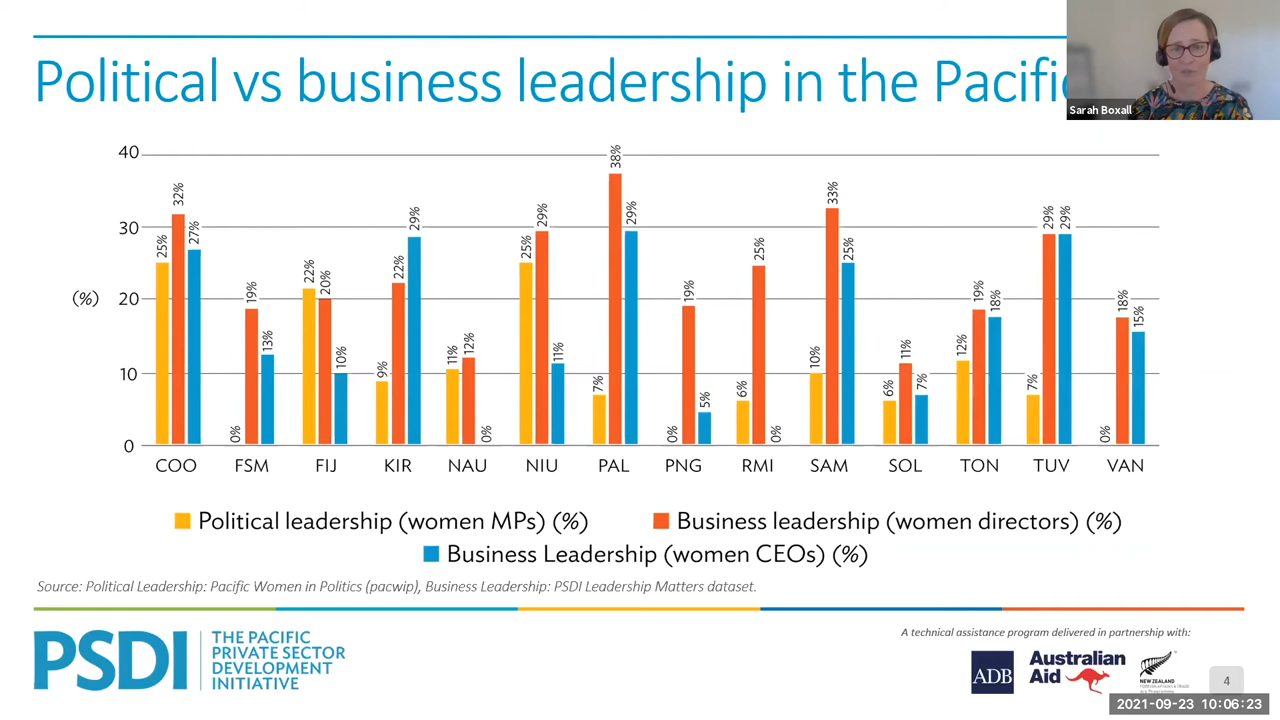 Political vs business leadership in the Pacific
Sarah Boxall
40
30
(%)
20
10
0
25%
32%
27%
0%
19%
13%
22%
20%
10%
9%
22%
29%
11%
12%
0%
25%
29%
11%
7%
38%
29%
0%
19%
5%
6%
25%
0%
10%
33%
25%
6%
11%
7%
12%
19%
18%
7%
29%
29%
0%
18%
15%
COO FSM FIJ KIR NAU NIU PAL PNG RMI SAM SOL TON TUV VAN
Political leadership (women MPs) (%)
Business leadership (women directors) (%)
Business Leadership (women CEOs) (%)
Source: Political Leadership: Pacific Women in Politics (pacwip), Business Leadership: PSDI Leadership Matters dataset.
PSDI
THE PACIFIC
PRIVATE SECTOR
DEVELOPMENT
INITIATIVE
A technical assistance program delivered in partnership with:
ADB
Australian
Aid
NEW ZEALAND
4
2021-09-23 10:06:23